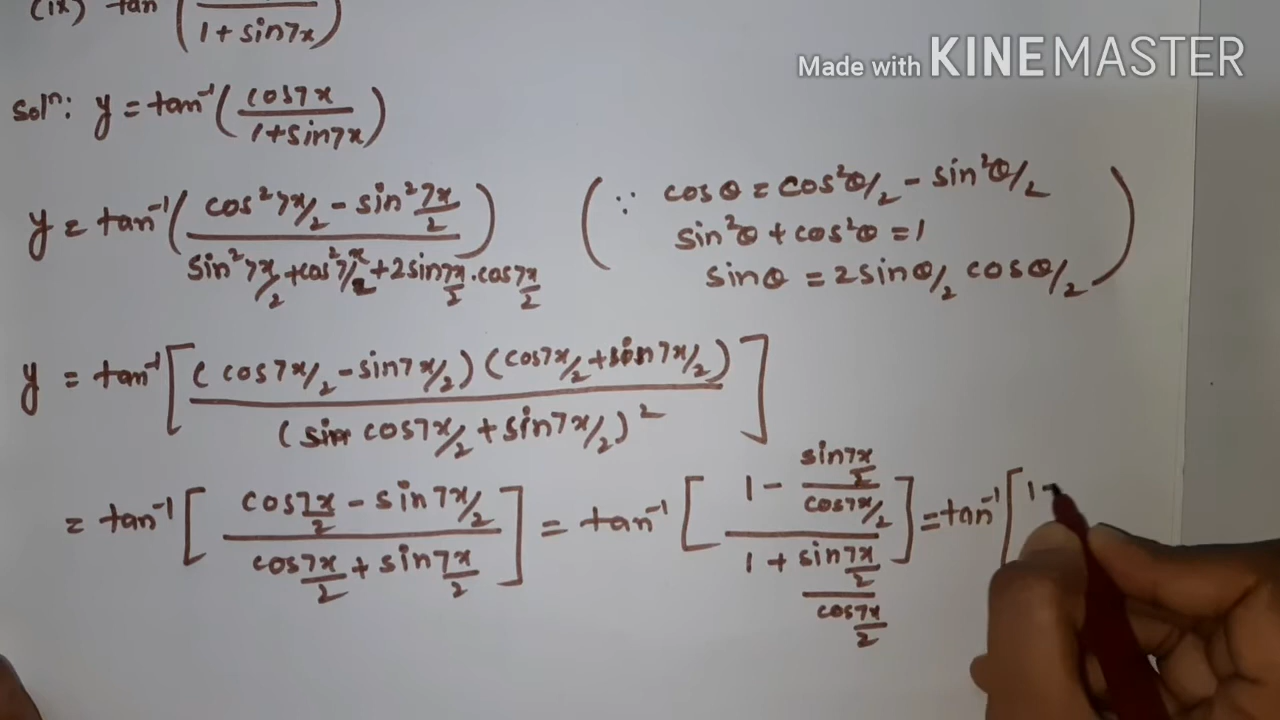 (ix) tan
1 + sin7x
Made with KINEMASTER
Solⁿ: y = tan⁻¹ ( cos7x / 1+sin7x )
y = tan⁻¹ ( cos²7x/2 - sin²7x/2 / sin²7x/2 + cos²7x/2 + 2sin7x/2 . cos7x/2 )
( ∵ cosθ = cos²θ/2 - sin²θ/2
sin²θ + cos²θ = 1
sinθ = 2sinθ/2 cosθ/2 )
y = tan⁻¹ [ ( cos7x/2 - sin7x/2 ) ( cos7x/2 + sin7x/2 ) / ( cos7x/2 + sin7x/2 )² ]
= tan⁻¹ [ cos7x/2 - sin7x/2 / cos7x/2 + sin7x/2 ] = tan⁻¹ [ 1 - sin7x/2 / cos7x/2 / 1 + sin7x/2 / cos7x/2 ] = tan⁻¹ [ 1 -